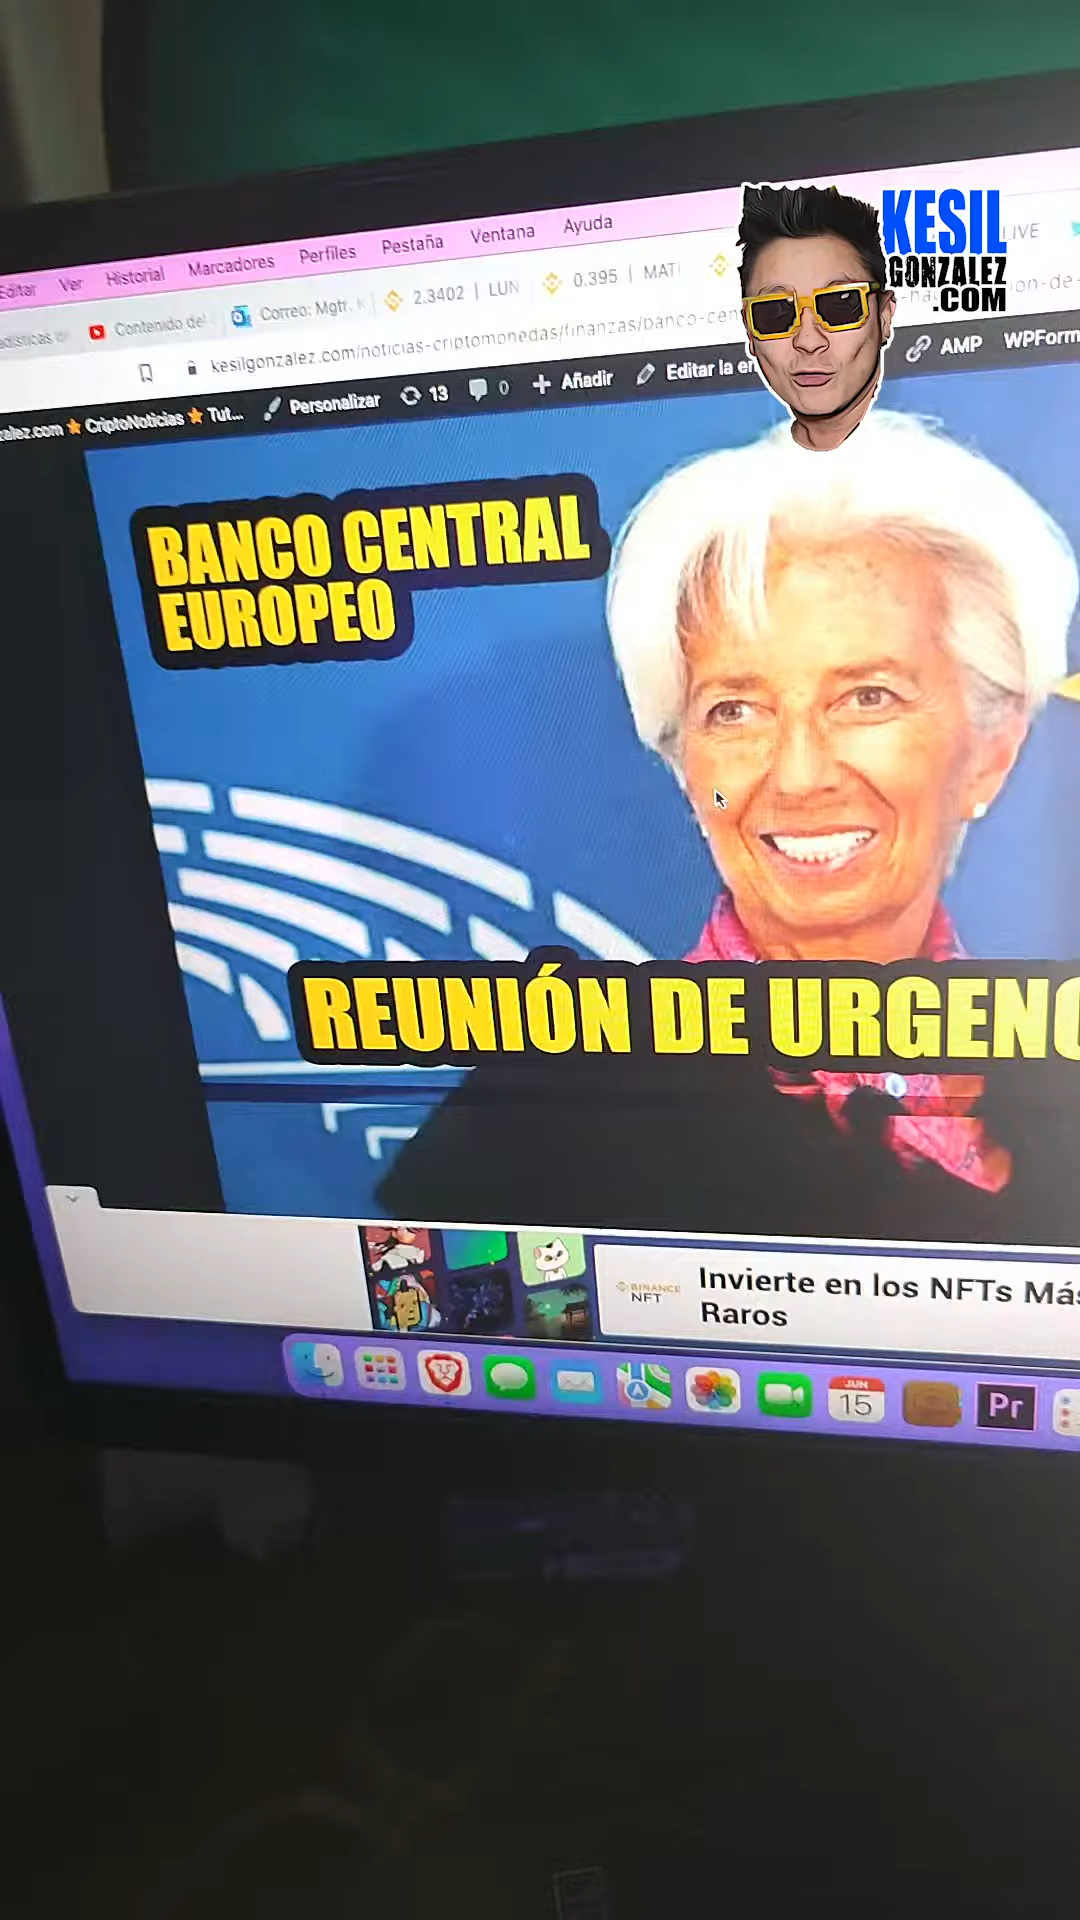 Editar Ver Historial Marcadores Perfiles Pestaña Ventana Ayuda
KESIL
GONZALEZ
.COM
LIVE
Contenido del
Correo: Mgtr.
2.3402 | LUN
0.395 | MATI
kesilgonzalez.com/noticias-criptomonedas/finanzas/banco-cen
CriptoNoticias
Tut...
Personalizar
13
0
Añadir
Editar la en
AMP
WPForm
BANCO CENTRAL
EUROPEO
REUNIÓN DE URGENC
BINANCE
NFT
Invierte en los NFTs Más
Raros
JUN
15
Pr